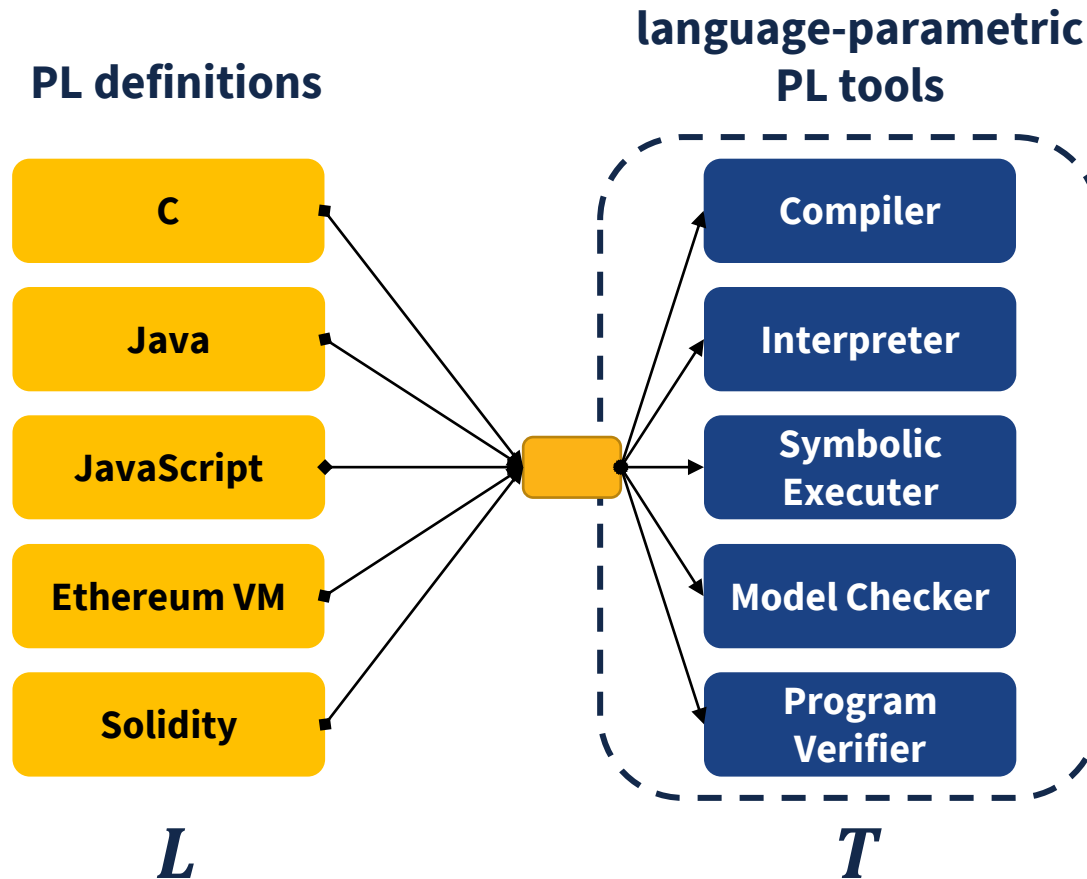 PL definitions
language-parametric
PL tools
C
Java
JavaScript
Ethereum VM
Solidity
Compiler
Interpreter
Symbolic
Executer
Model Checker
Program
Verifier
L
T